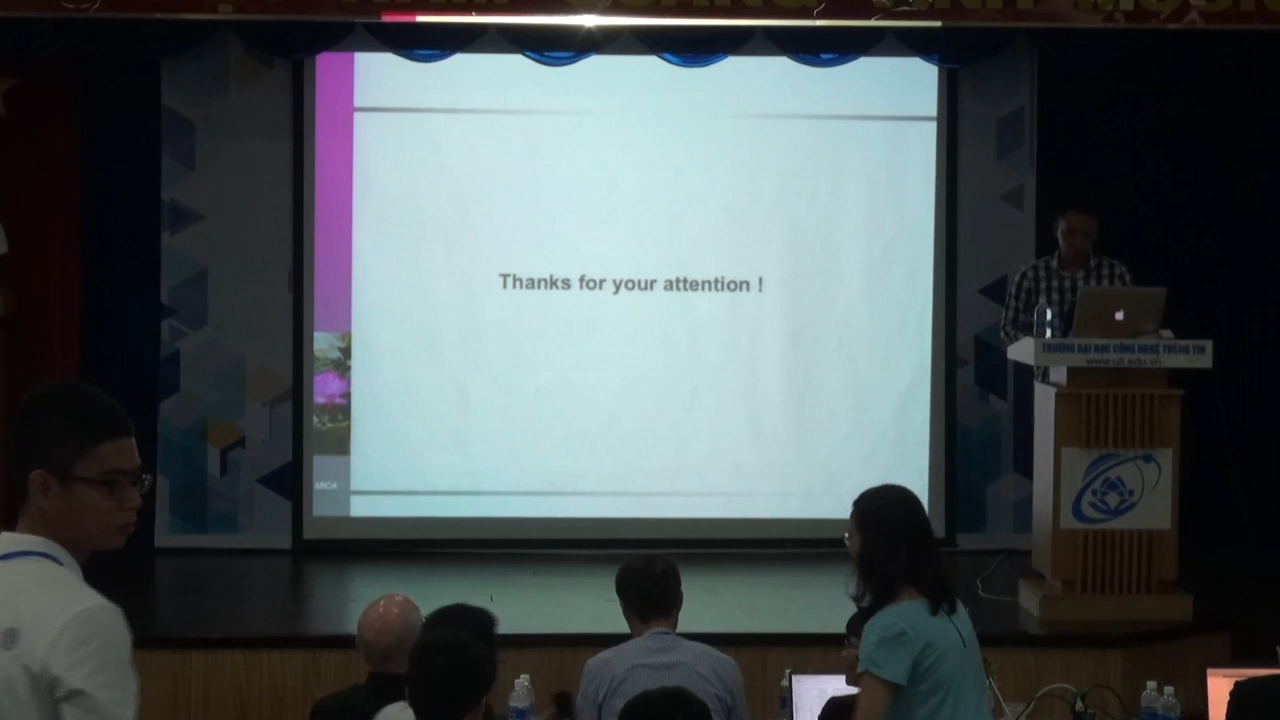 Thanks for your attention !
MICA
TRƯỜNG ĐẠI HỌC CÔNG NGHỆ THÔNG TIN
www.uit.edu.vn